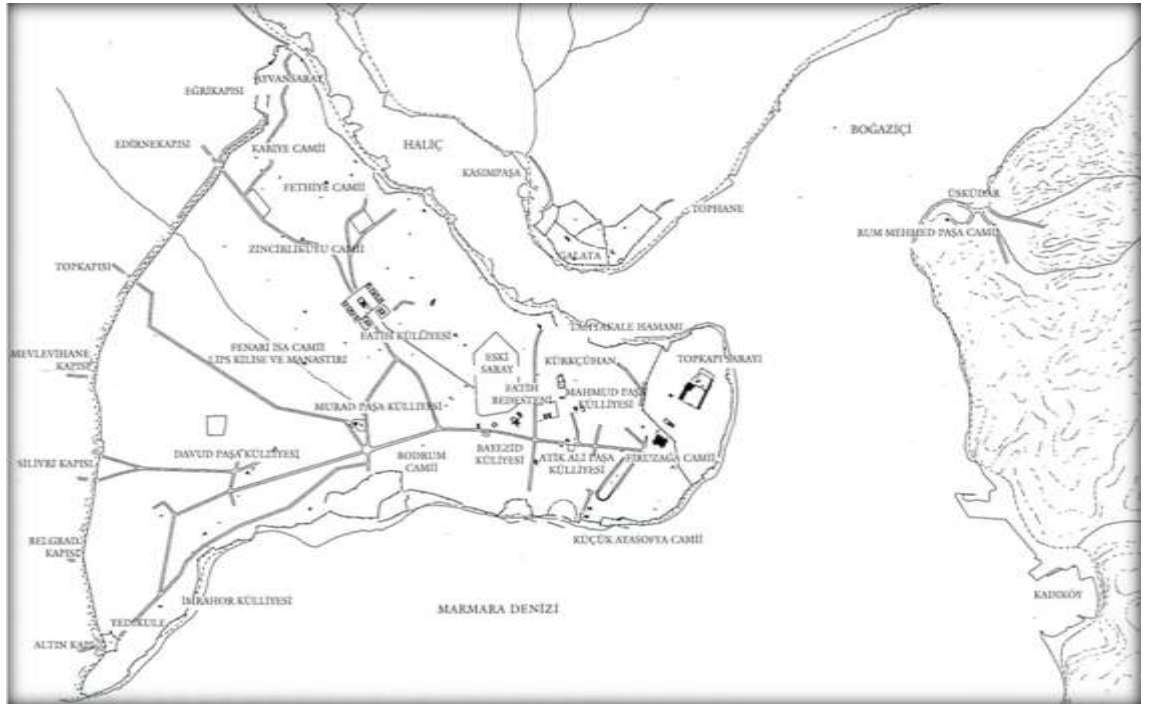 AYVANSARAY
EĞRİKAPISI
BOĞAZİÇİ
EDİRNEKAPISI
KARİYE CAMİİ
HALİÇ
KASIMPAŞA
FETHİYE CAMİİ
ÜSKÜDAR
TOPHANE
RUM MEHMED PAŞA CAMİİ
ZİNCİRLİKUYU CAMİİ
GALATA
TOPKAPISI
TAHTAKALE HAMAMI
FATİH KÜLLİYESİ
FENARİ İSA CAMİİ
LİPS KİLİSE VE MANASTIRI
MEVLEVİHANE
KAPISI
ESKİ
SARAY
KÜRKÇÜHAN
TOPKAPI SARAYI
FATİH
BEDESTENİ
MAHMUD PAŞA
KÜLLİYESİ
MURAD PAŞA KÜLLİYESİ
SİLİVRİ KAPISI
DAVUD PAŞA KÜLLİYESİ
BODRUM
CAMİİ
BAYEZİD
KÜLİYESİ
ATİK ALİ PAŞA
KÜLLİYESİ
FİRUZAĞA CAMİİ
BELGRAD
KAPISI
KÜÇÜK AYASOFYA CAMİİ
İMRAHOR KÜLLİYESİ
MARMARA DENİZİ
KADIKÖY
YEDİKULE
ALTIN KAPI